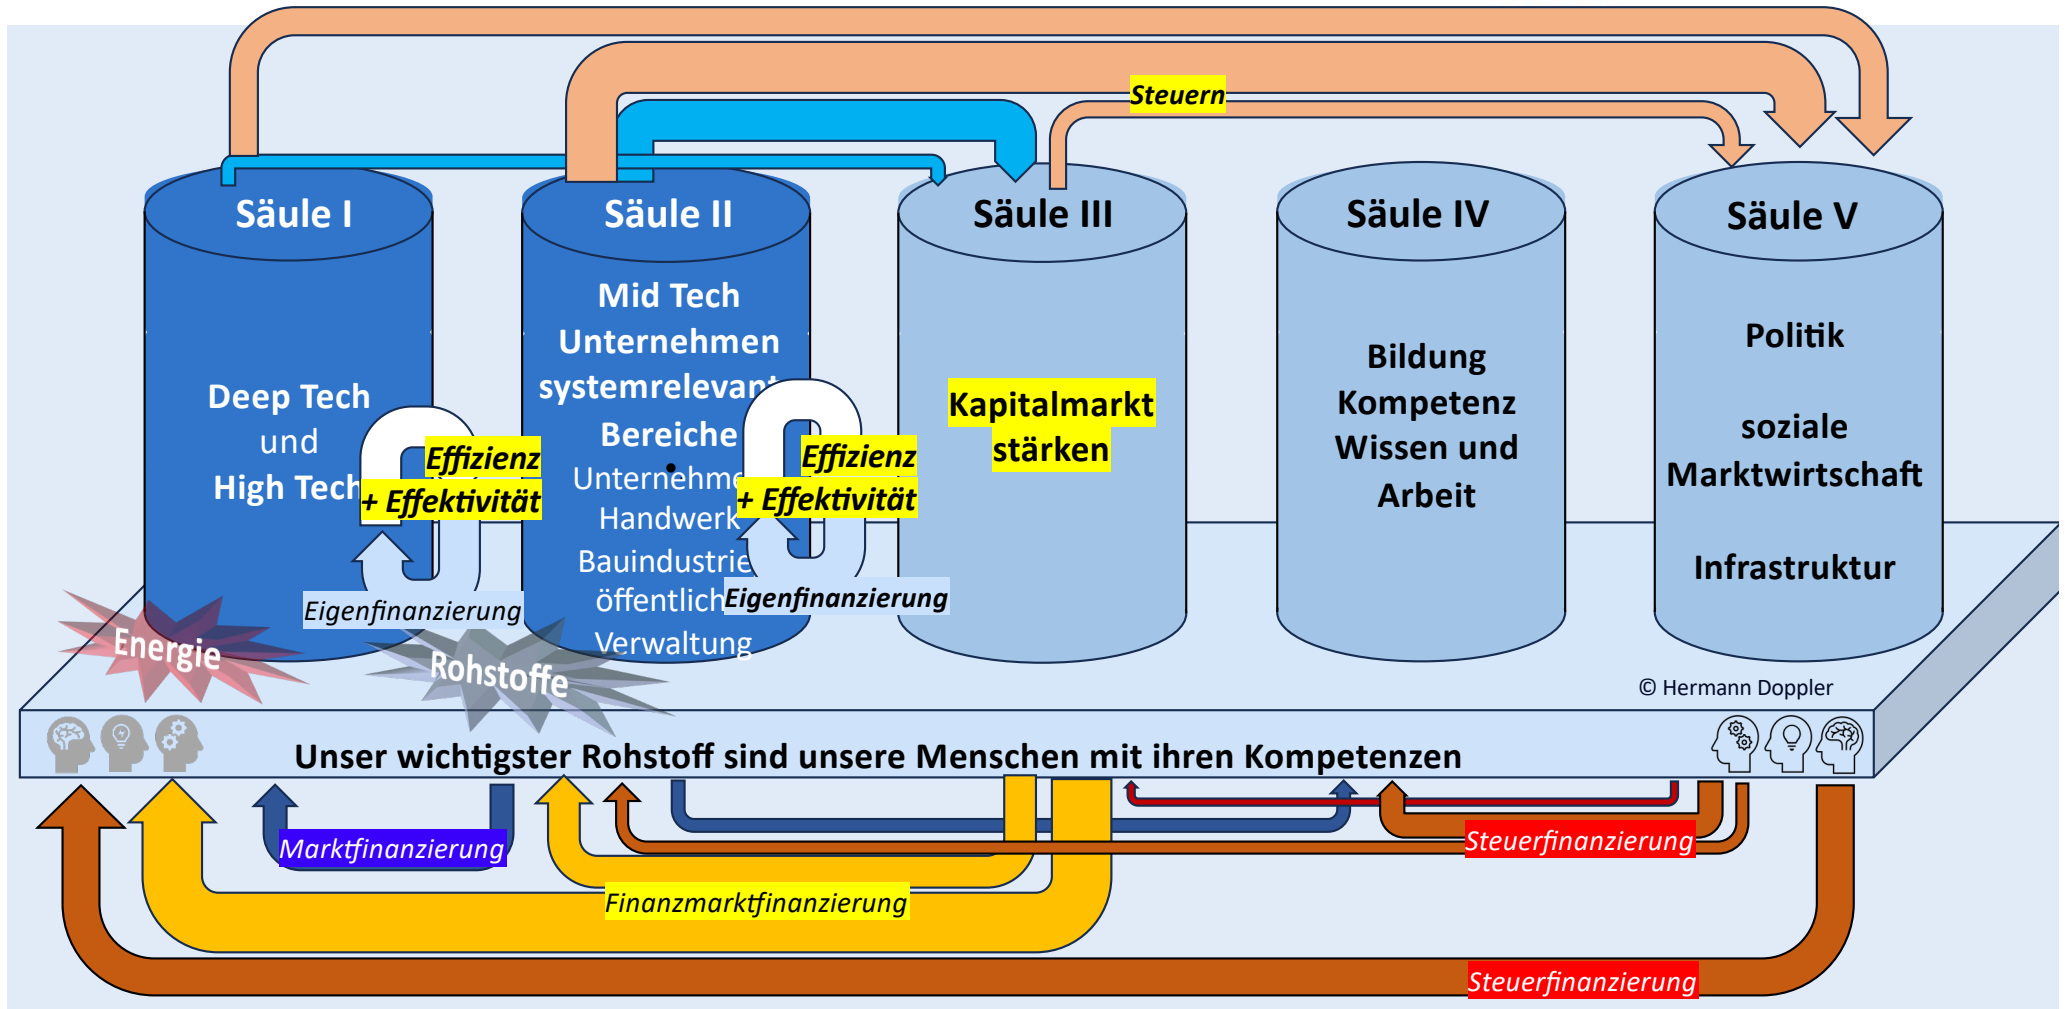 Steuern
Säule I
Deep Tech
und
High Tech
Effizienz
+ Effektivität
Eigenfinanzierung
Säule II
Mid Tech
Unternehmen
systemrelevant
Bereiche
Unternehme
Handwerk
Bauindustrie
öffentlich
Verwaltung
Effizienz
+ Effektivität
Eigenfinanzierung
Säule III
Kapitalmarkt
stärken
Säule IV
Bildung
Kompetenz
Wissen und
Arbeit
Säule V
Politik
soziale
Marktwirtschaft
Infrastruktur
Energie
Rohstoffe
© Hermann Doppler
Unser wichtigster Rohstoff sind unsere Menschen mit ihren Kompetenzen
Marktfinanzierung
Steuerfinanzierung
Finanzmarktfinanzierung
Steuerfinanzierung